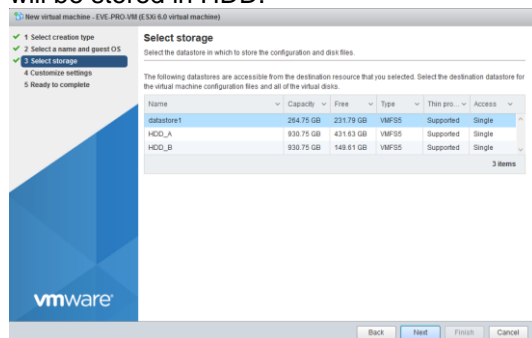 will be stored in HDD.
New virtual machine - EVE-PRO-VM (ESXi 6.0 virtual machine)
1 Select creation type
2 Select a name and guest OS
3 Select storage
4 Customize settings
5 Ready to complete
Select storage
Select the datastore in which to store the configuration and disk files.
The following datastores are accessible from the destination resource that you selected. Select the destination datastore for
the virtual machine configuration files and all of the virtual disks.
Name Capacity Free Type Thin pro... Access
datastore1 264.75 GB 231.79 GB VMFS5 Supported Single
HDD_A 930.75 GB 431.63 GB VMFS5 Supported Single
HDD_B 930.75 GB 149.61 GB VMFS5 Supported Single
3 items
vmware
Back Next Finish Cancel